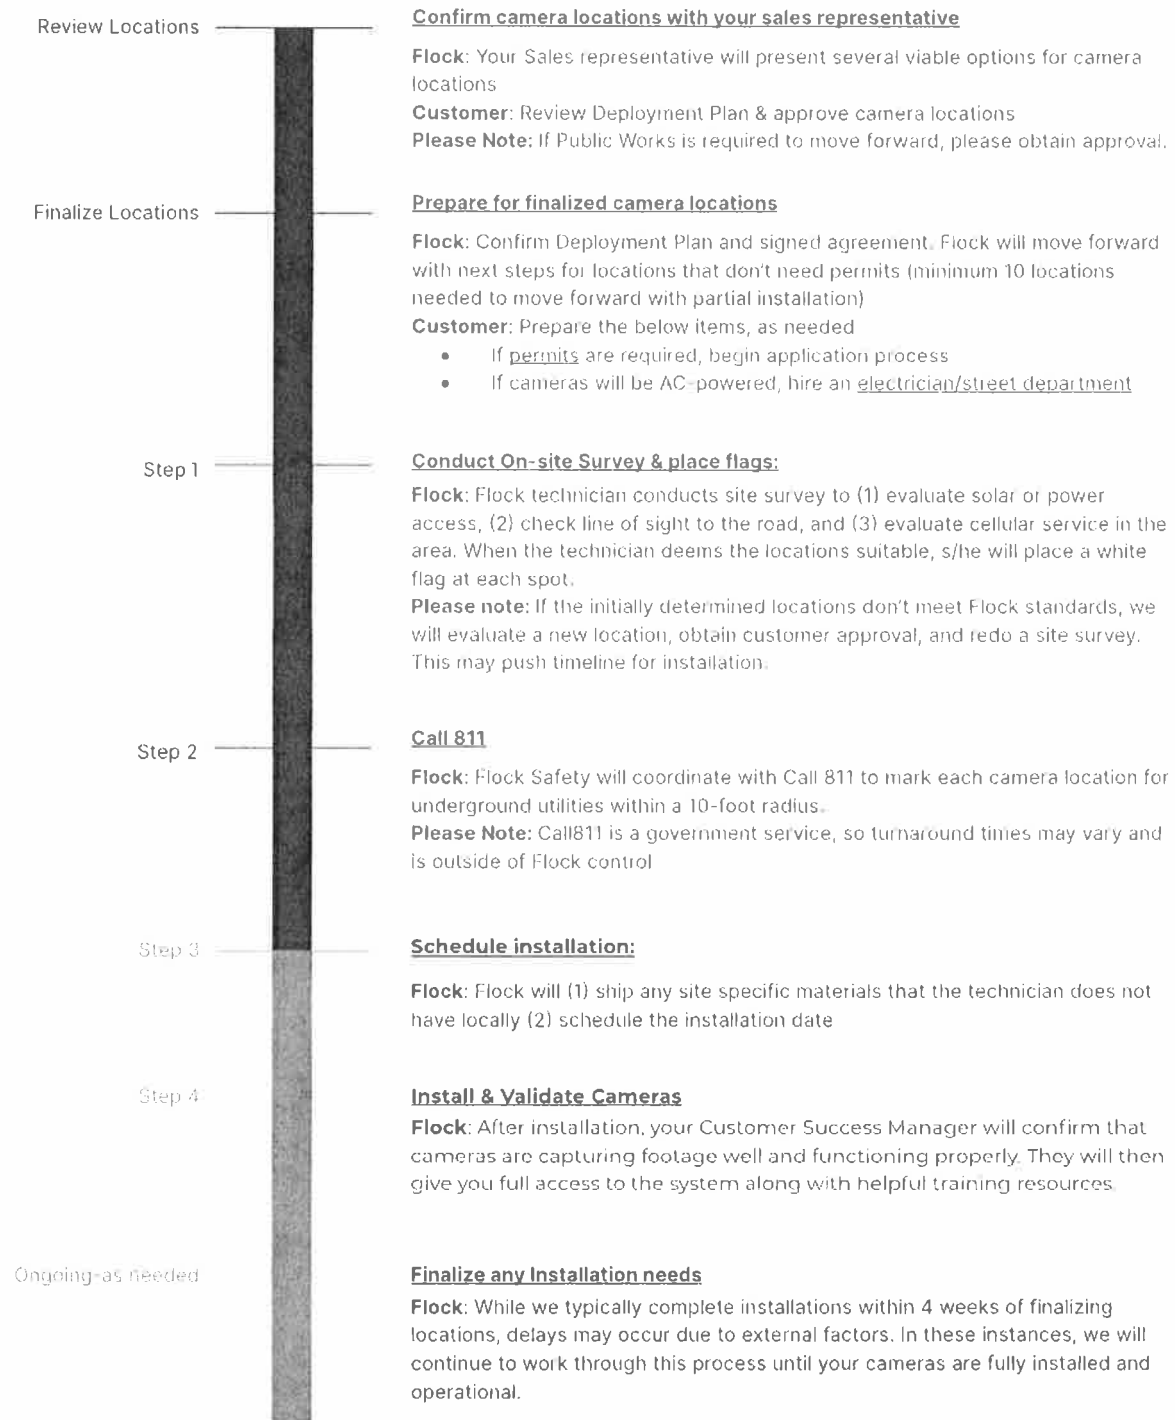 Review Locations
Confirm camera locations with your sales representative
Flock: Your Sales representative will present several viable options for camera
locations
Customer: Review Deployment Plan & approve camera locations
Please Note: If Public Works is required to move forward, please obtain approval.
Finalize Locations
Prepare for finalized camera locations
Flock: Confirm Deployment Plan and signed agreement. Flock will move forward
with next steps for locations that don't need permits (minimum 10 locations
needed to move forward with partial installation)
Customer: Prepare the below items, as needed
• If permits are required, begin application process
• If cameras will be AC-powered, hire an electrician/street department
Step 1
Conduct On-site Survey & place flags:
Flock: Flock technician conducts site survey to (1) evaluate solar or power
access, (2) check line of sight to the road, and (3) evaluate cellular service in the
area. When the technician deems the locations suitable, s/he will place a white
flag at each spot.
Please note: If the initially determined locations don't meet Flock standards, we
will evaluate a new location, obtain customer approval, and redo a site survey.
This may push timeline for installation.
Step 2
Call 811
Flock: Flock Safety will coordinate with Call 811 to mark each camera location for
underground utilities within a 10-foot radius.
Please Note: Call811 is a government service, so turnaround times may vary and
is outside of Flock control
Step 3
Schedule installation:
Flock: Flock will (1) ship any site specific materials that the technician does not
have locally (2) schedule the installation date
Step 4
Install & Validate Cameras
Flock: After installation, your Customer Success Manager will confirm that
cameras are capturing footage well and functioning properly. They will then
give you full access to the system along with helpful training resources.
Ongoing-as needed
Finalize any Installation needs
Flock: While we typically complete installations within 4 weeks of finalizing
locations, delays may occur due to external factors. In these instances, we will
continue to work through this process until your cameras are fully installed and
operational.